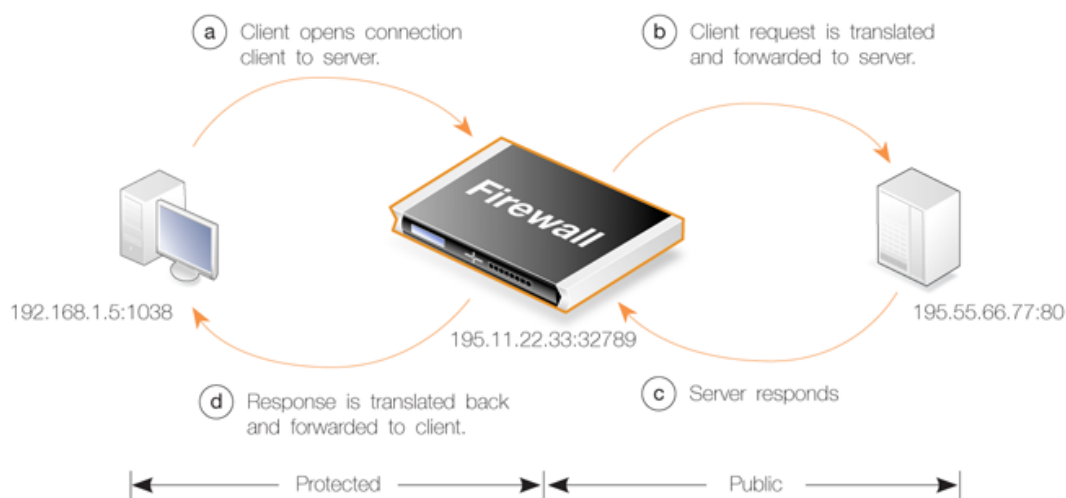 a Client opens connection
client to server.
b Client request is translated
and forwarded to server.
Firewall
192.168.1.5:1038
195.11.22.33:32789
195.55.66.77:80
d Response is translated back
and forwarded to client.
c Server responds
Protected
Public